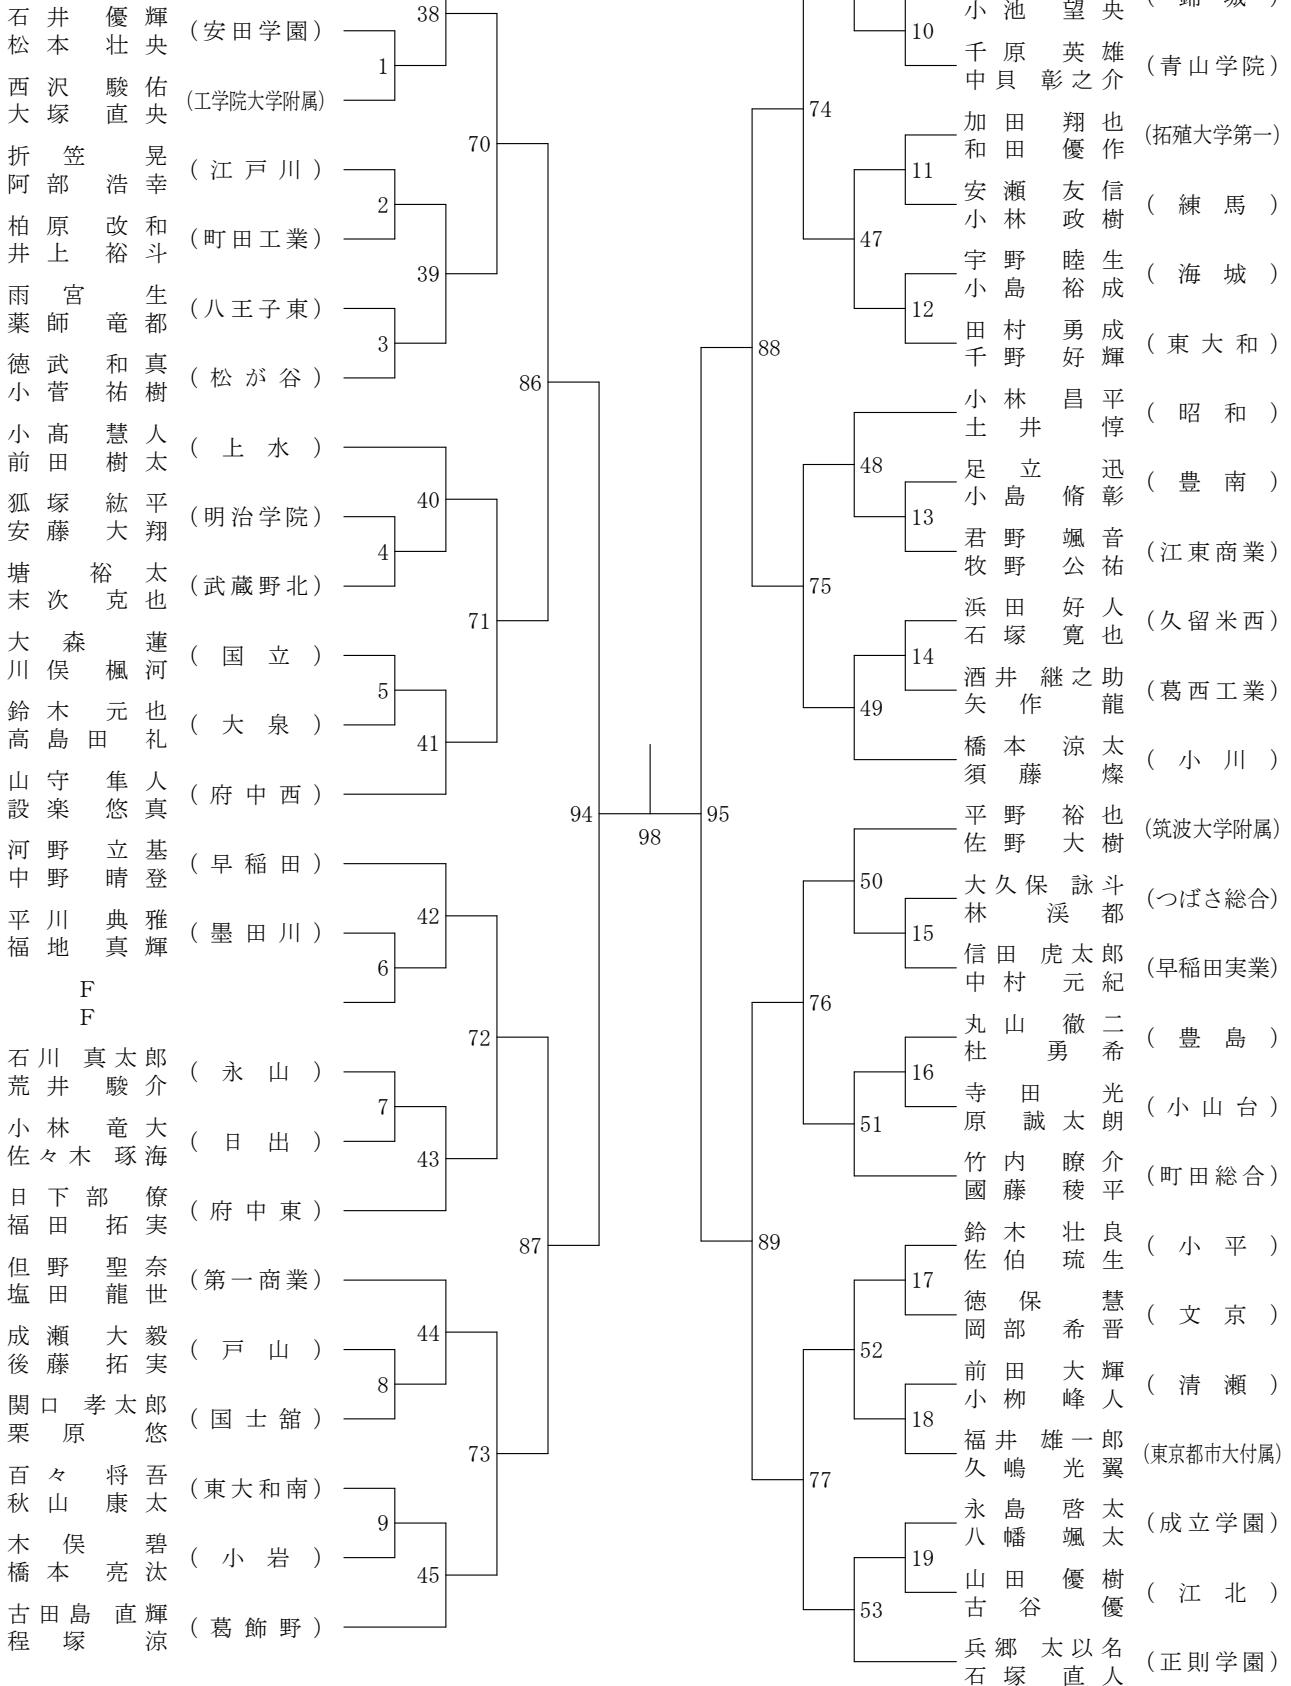 石井 優輝
松本 壮央
(安田学園)
西沢 駿佑
大塚 直央
(工学院大学附属)
折笠 晃
阿部 浩幸
(江戸川)
柏原 改和
井上 裕斗
(町田工業)
雨宮 生
薬師 竜都
(八王子東)
徳武 和真
小菅 祐樹
(松が谷)
小髙 慧人
前田 樹太
(上水)
狐塚 紘平
安藤 大翔
(明治学院)
塘 裕太
末次 克也
(武蔵野北)
大森 蓮
川俣 楓河
(国立)
鈴木 元也
高島田 礼
(大泉)
山守 隼人
設楽 悠真
(府中西)
河野 立基
中野 晴登
(早稲田)
平川 典雅
福地 真輝
(墨田川)
F
F
石川 真太郎
荒井 駿介
(永山)
小林 竜大
佐々木 琢海
(日出)
日下部 僚
福田 拓実
(府中東)
但野 聖奈
塩田 龍世
(第一商業)
成瀬 大毅
後藤 拓実
(戸山)
関口 孝太郎
栗原 悠
(国士舘)
百々 将吾
秋山 康太
(東大和南)
木俣 碧
橋本 亮汰
(小岩)
古田島 直輝
程塚 涼
(葛飾野)
1
2
3
4
5
6
7
8
9
38
39
40
41
42
43
44
45
70
71
72
73
86
87
94
98
95
88
89
74
75
76
77
47
48
49
50
51
52
53
10
11
12
13
14
15
16
17
18
19
小池 望央
千原 英雄
中貝 彰之介
(青山学院)
加田 翔也
和田 優作
(拓殖大学第一)
安瀬 友信
小林 政樹
(練馬)
宇野 睦生
小島 裕成
(海城)
田村 勇成
千野 好輝
(東大和)
小林 昌平
土井 惇
(昭和)
足立 迅
小島 脩彰
(豊南)
君野 颯音
牧野 公祐
(江東商業)
浜田 好人
石塚 寛也
(久留米西)
酒井 継之助
矢作 龍
(葛西工業)
橋本 涼太
須藤 燦
(小川)
平野 裕也
佐野 大樹
(筑波大学附属)
大久保 詠斗
林 渓都
(つばさ総合)
信田 虎太郎
中村 元紀
(早稲田実業)
丸山 徹二
杜 勇希
(豊島)
寺田 光
原 誠太朗
(小山台)
竹内 瞭介
國藤 稜平
(町田総合)
鈴木 壮良
佐伯 琉生
(小平)
徳保 慧
岡部 希晋
(文京)
前田 大輝
小栁 峰人
(清瀬)
福井 雄一郎
久嶋 光翼
(東京都市大付属)
永島 啓太
八幡 颯太
(成立学園)
山田 優樹
古谷 優
(江北)
兵郷 太以名
石塚 直人
(正則学園)